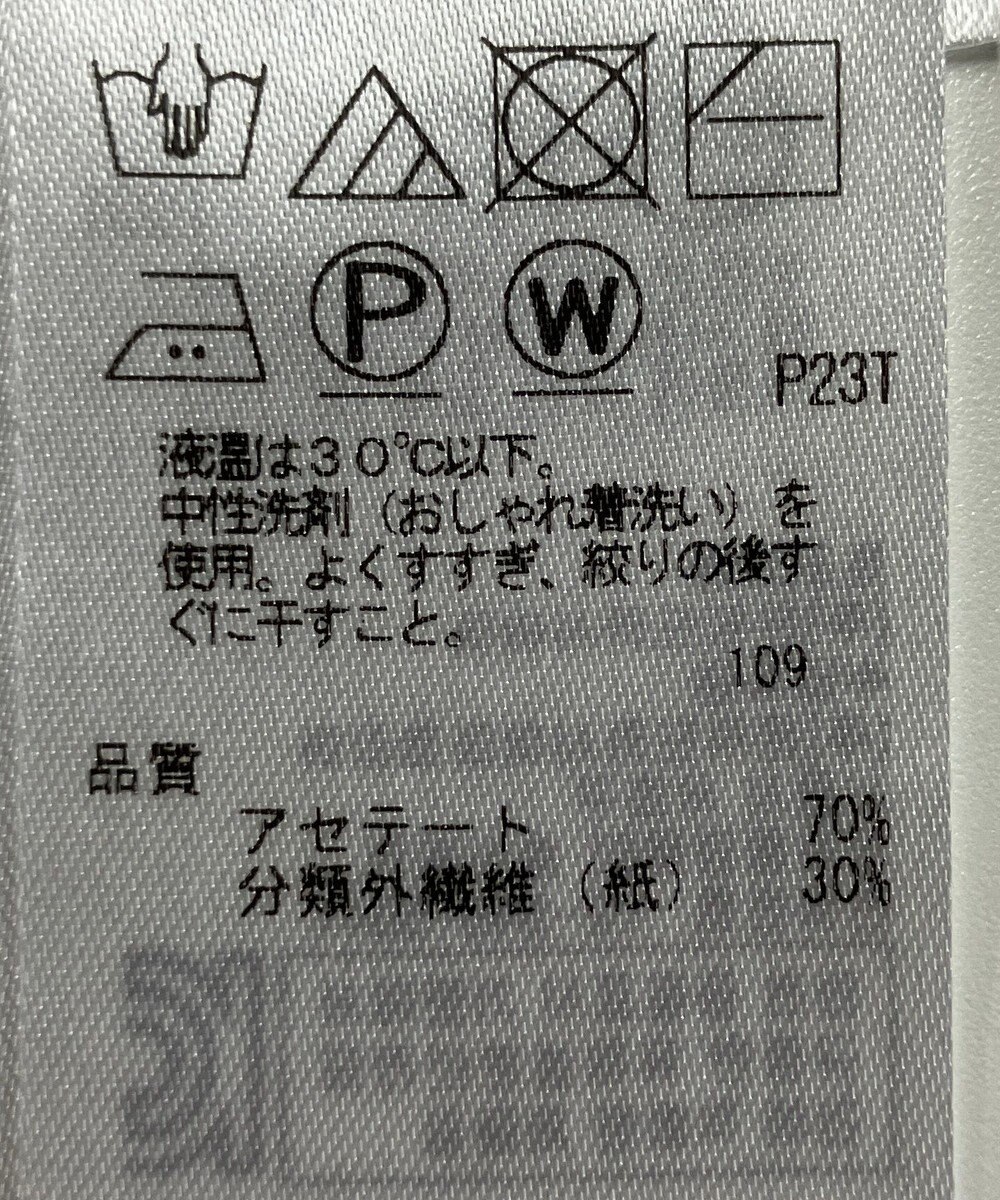 P W
P23T
液温は30℃以下。
中性洗剤（おしゃれ着洗い）を
使用。よくすすぎ、絞りの後す
ぐに干すこと。
109
品質
アセテート 70%
分類外繊維（紙） 30%